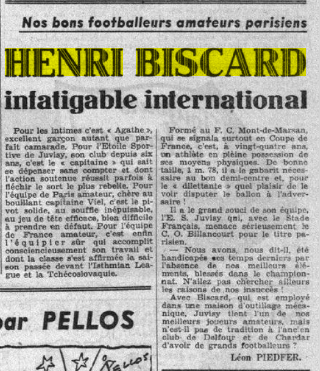 Nos bons footballeurs amateurs parisiens
HENRI BISCARD
infatigable international
Pour les intimes c'est « Agathe »,
excellent garçon autant que par-
fait camarade. Pour l'Etoile Spor-
tive de Juvisy, son club depuis six
ans, c'est le « capitaine » qui sait
se dépenser sans compter et dont
l'action soutenue réussit parfois à
fléchir le sort le plus rebelle. Pour
l'équipe de Paris amateur, chère au
bouillant capitaine Viel, c'est le pi-
vot solide, au souffle inépuisable,
au jeu de tête efficace, bien difficile
à prendre en défaut. Pour l'équipe
de France amateur, c'est enfin
l'équipier sûr qui accomplit
consciencieusement son travail et
dont la classe s'est affirmée la sai-
son passée devant l'Isthmian Lea-
gue et la Tchécoslovaquie.
Formé au F. C. Mont-de-Marsan,
qui se signala surtout en Coupe de
France, c'est, à vingt-quatre ans,
un athlète en pleine possession de
ses moyens physiques. De bonne
taille, 1 m. 78, il a le gabarit néces-
saire au bon demi-centre et, pour
« le dilettante » quel plaisir de le
voir disputer le ballon à l'adver-
saire !
Il a le grand souci de son équipe,
l'E. S. Juvisy qui, avec le Stade
Français, menace sérieusement le C.
O. Billancourt pour le titre pari-
sien.
— Nous avons, nous dit-il, été
handicapés ces temps derniers par
l'absence de nos meilleurs élé-
ments, blessés dans le champion-
nat. N'allez pas chercher ailleurs
les raisons de nos insuccès !
Avec Biscard, qui est employé
dans une maison d'outillage méca-
nique, Juvisy tient l'un de nos
meilleurs joueurs amateurs, mais
n'est-il pas de tradition à l'ancien
club de Delfour et de Chardar
d'avoir de grands footballeurs ?
Léon PIEDFER.
par PELLOS